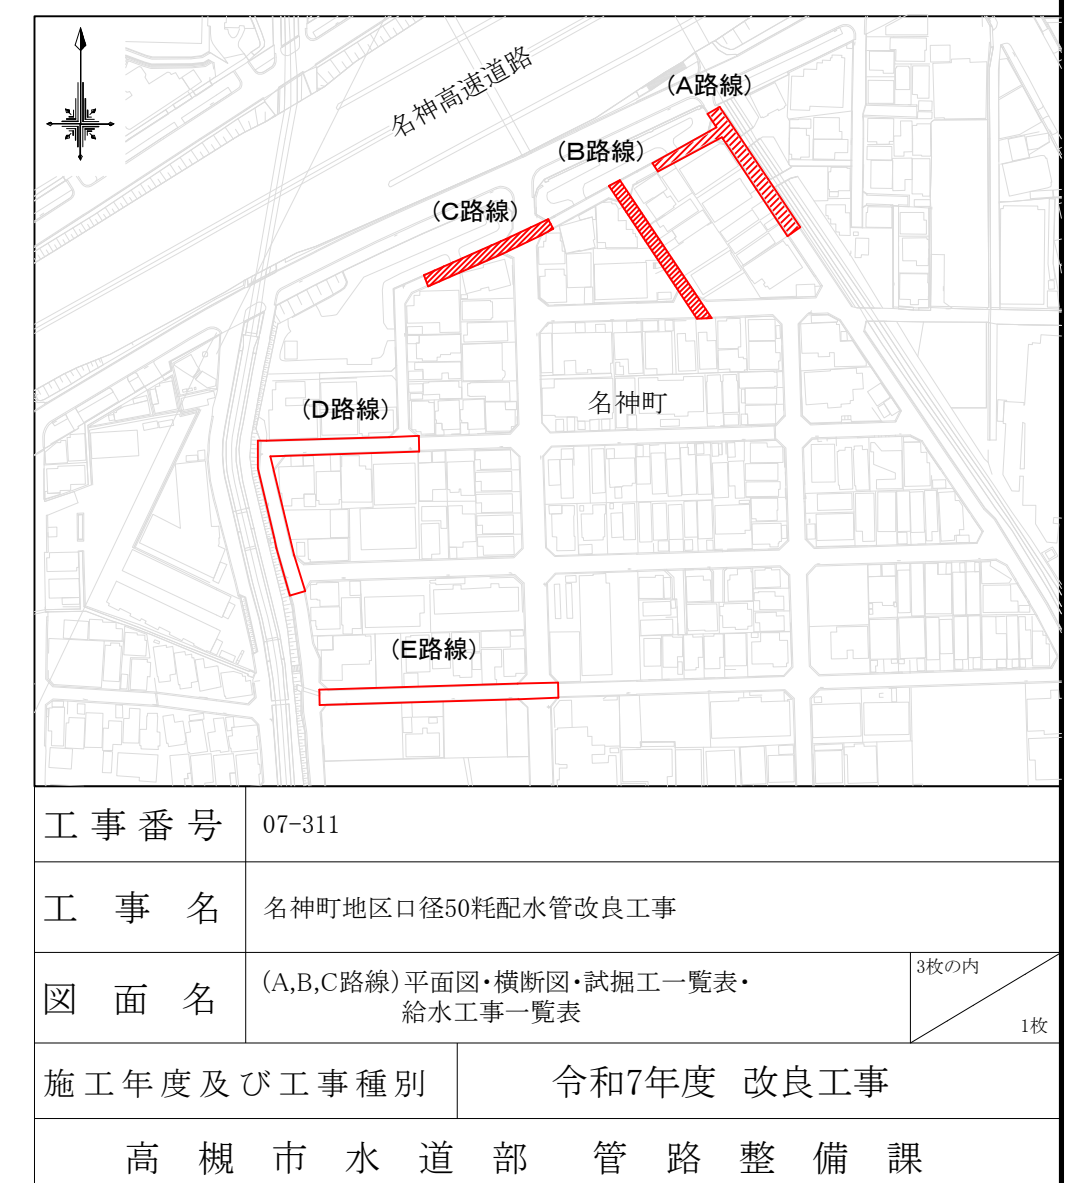 名神高速道路
(A路線)
(B路線)
(C路線)
名神町
(D路線)
(E路線)
工事番号 07-311
工事名 名神町地区口径50粍配水管改良工事
図面名 (A,B,C路線)平面図・横断図・試掘工一覧表・
給水工事一覧表
3枚の内
1枚
施工年度及び工事種別 令和7年度 改良工事
高槻市水道部 管路整備課